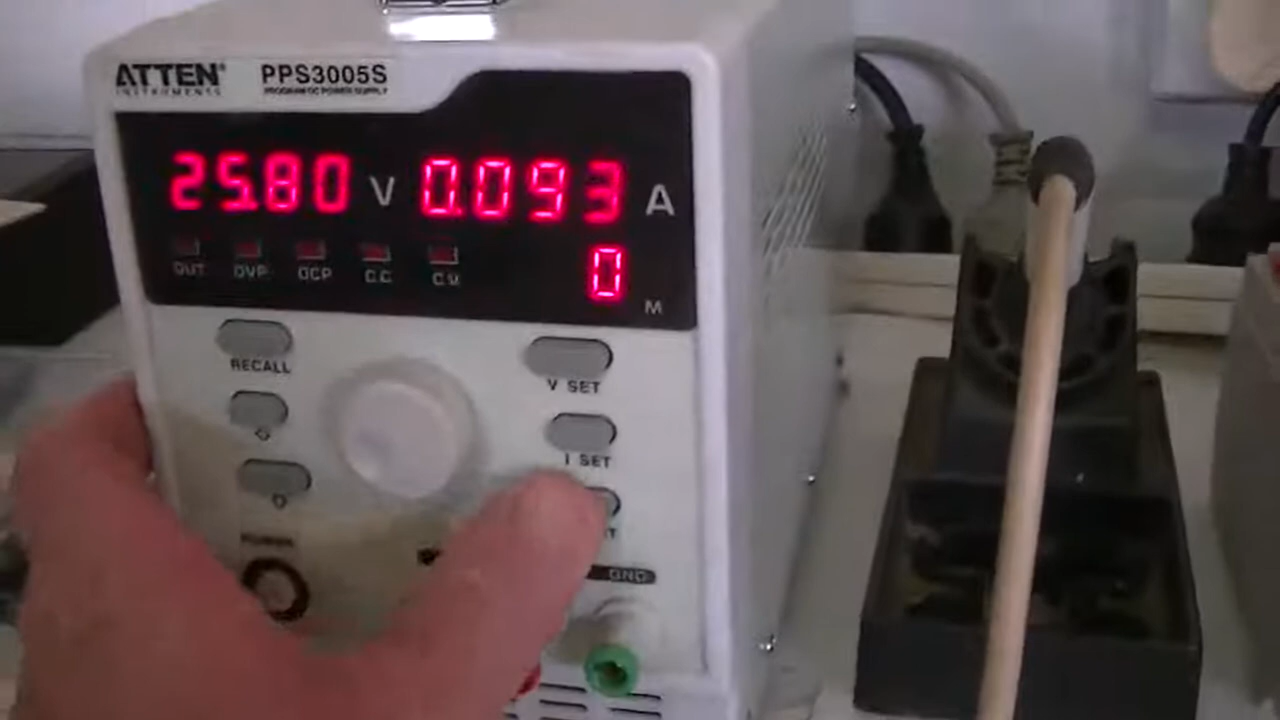 ATTEN
INSTRUMENTS
PPS3005S
PROGRAM DC POWER SUPPLY
25.80 V 0.093 A
OUT OVP OCP C.C C.V
0 M
RECALL
V SET
I SET
POWER
GND